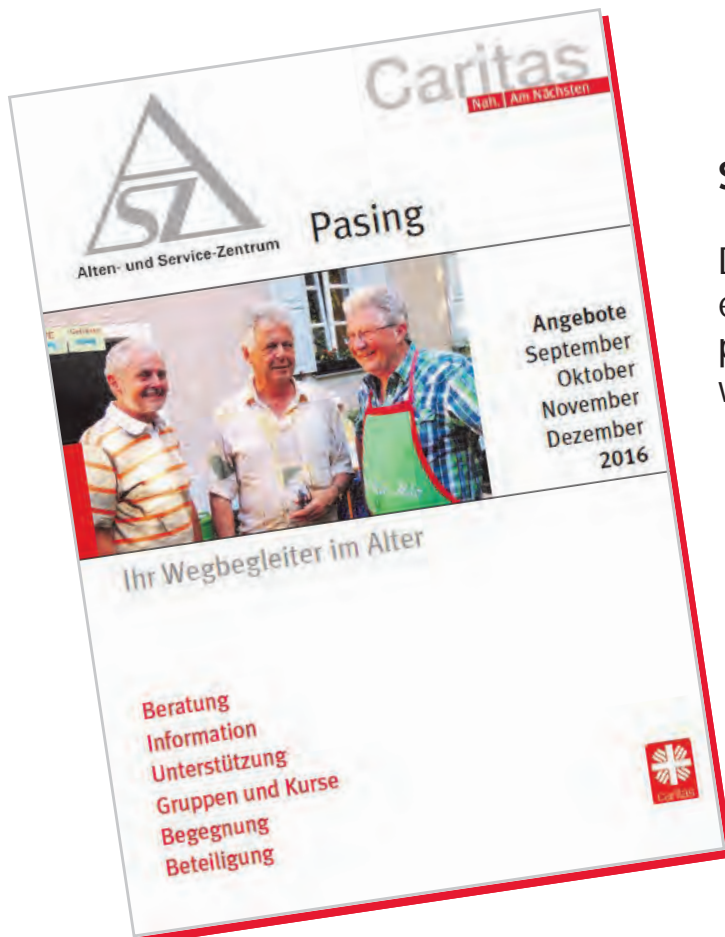 Caritas
Nah. | Am Nächsten
ASZ
Alten- und Service-Zentrum
Pasing
Angebote
September
Oktober
November
Dezember
2016
Ihr Wegbegleiter im Alter
Beratung
Information
Unterstützung
Gruppen und Kurse
Begegnung
Beteiligung
Caritas